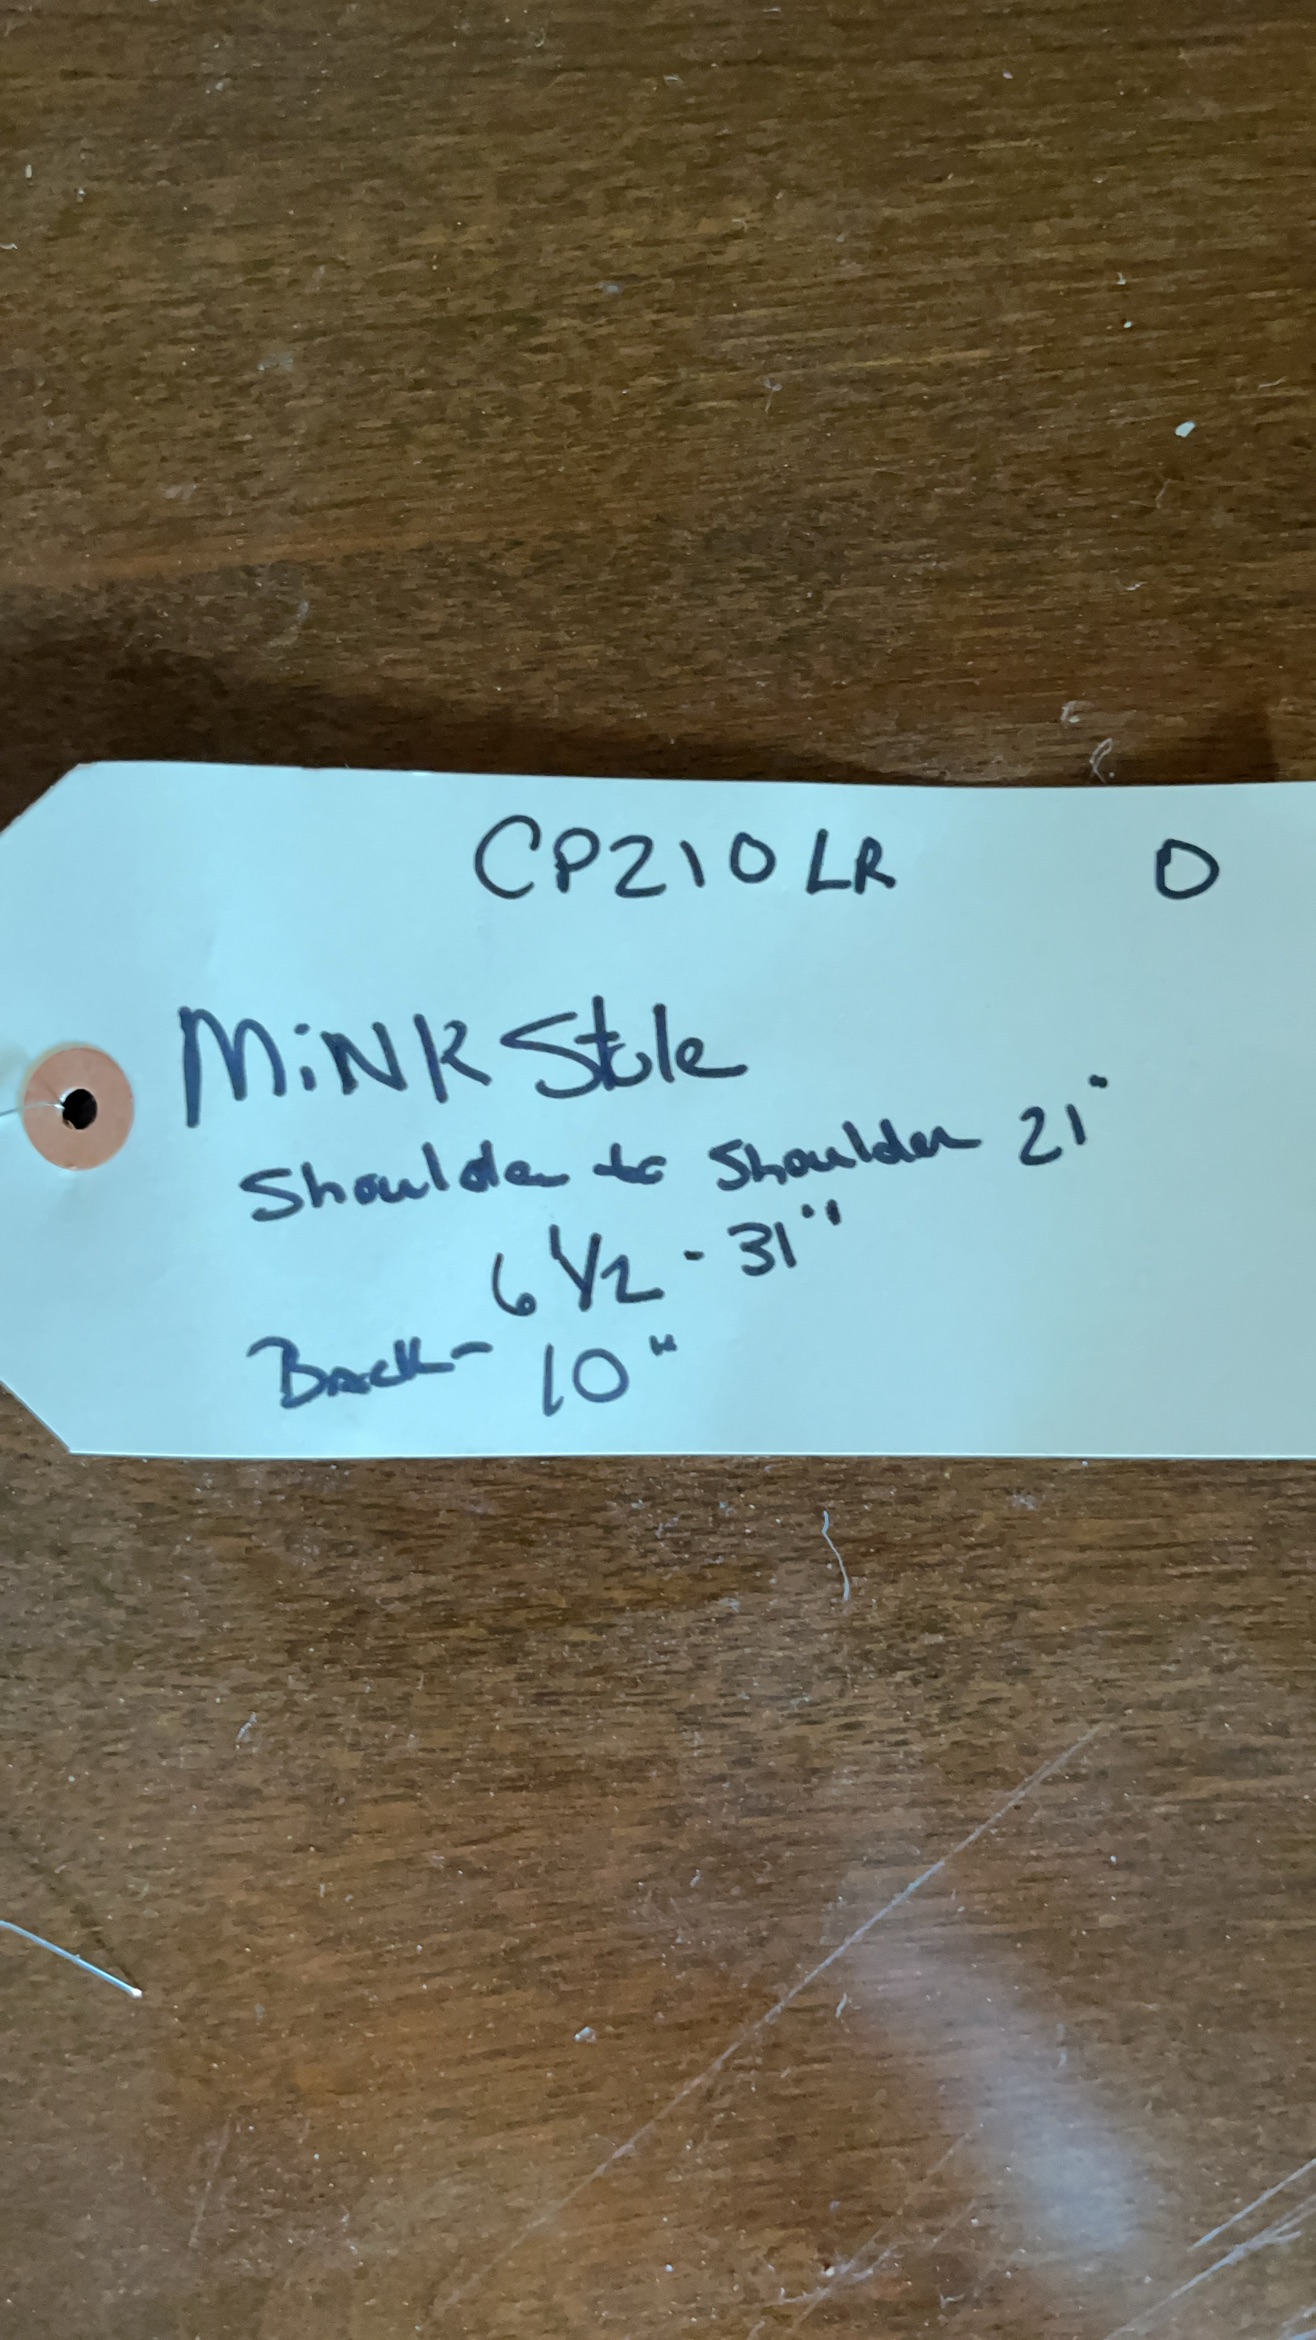 CP210LR O
MiNK Stole
Shoulder to Shoulder 21"
6 1/2 - 31"
Back - 10"